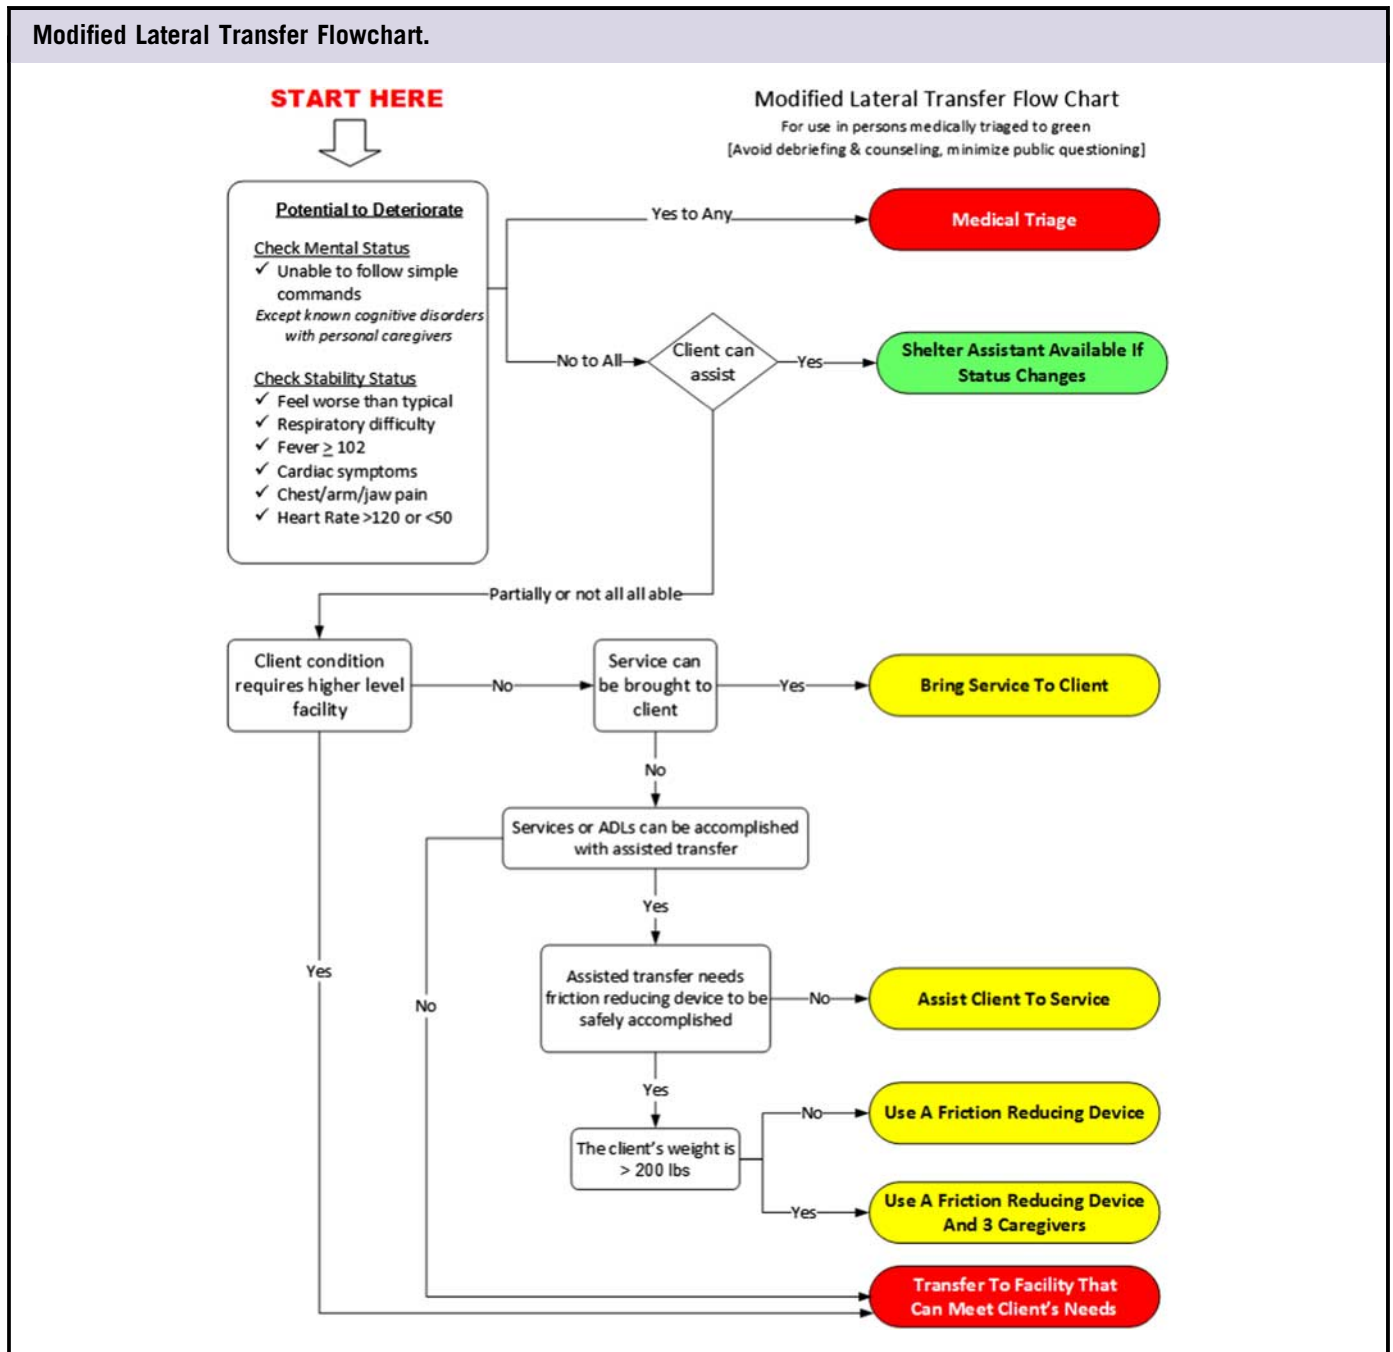 Modified Lateral Transfer Flowchart.
START HERE
Modified Lateral Transfer Flow Chart
For use in persons medically triaged to green
[Avoid debriefing & counseling, minimize public questioning]
Potential to Deteriorate
Check Mental Status
✓ Unable to follow simple
commands
Except known cognitive disorders
with personal caregivers
Check Stability Status
✓ Feel worse than typical
✓ Respiratory difficulty
✓ Fever ≥ 102
✓ Cardiac symptoms
✓ Chest/arm/jaw pain
✓ Heart Rate >120 or <50
Yes to Any
Medical Triage
No to All
Client can
assist
Yes
Shelter Assistant Available If
Status Changes
Partially or not all all able
Client condition
requires higher level
facility
No
Service can
be brought to
client
Yes
Bring Service To Client
No
Services or ADLs can be accomplished
with assisted transfer
Yes
Yes
No
Assisted transfer needs
friction reducing device to be
safely accomplished
No
Assist Client To Service
Yes
The client's weight is
> 200 lbs
No
Use A Friction Reducing Device
Yes
Use A Friction Reducing Device
And 3 Caregivers
Transfer To Facility That
Can Meet Client's Needs